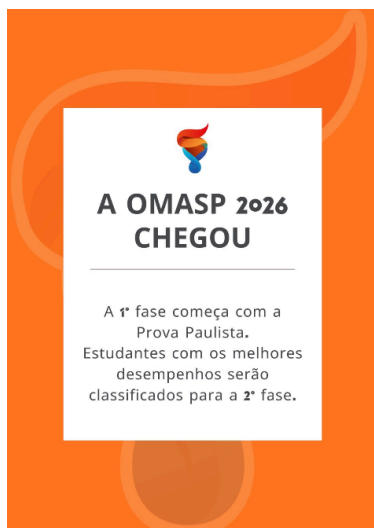 A OMASP 2026
CHEGOU
A 1ª fase começa com a
Prova Paulista.
Estudantes com os melhores
desempenhos serão
classificados para a 2ª fase.